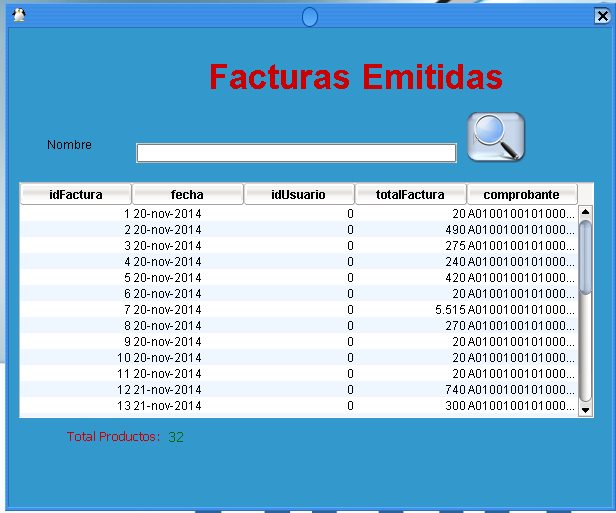 Facturas Emitidas
Nombre
idFactura fecha idUsuario totalFactura comprobante
1 20-nov-2014 0 20 A0100100101000...
2 20-nov-2014 0 490 A0100100101000...
3 20-nov-2014 0 275 A0100100101000...
4 20-nov-2014 0 240 A0100100101000...
5 20-nov-2014 0 420 A0100100101000...
6 20-nov-2014 0 20 A0100100101000...
7 20-nov-2014 0 5.515 A0100100101000...
8 20-nov-2014 0 270 A0100100101000...
9 20-nov-2014 0 20 A0100100101000...
10 20-nov-2014 0 20 A0100100101000...
11 20-nov-2014 0 20 A0100100101000...
12 21-nov-2014 0 740 A0100100101000...
13 21-nov-2014 0 300 A0100100101000...
Total Productos: 32